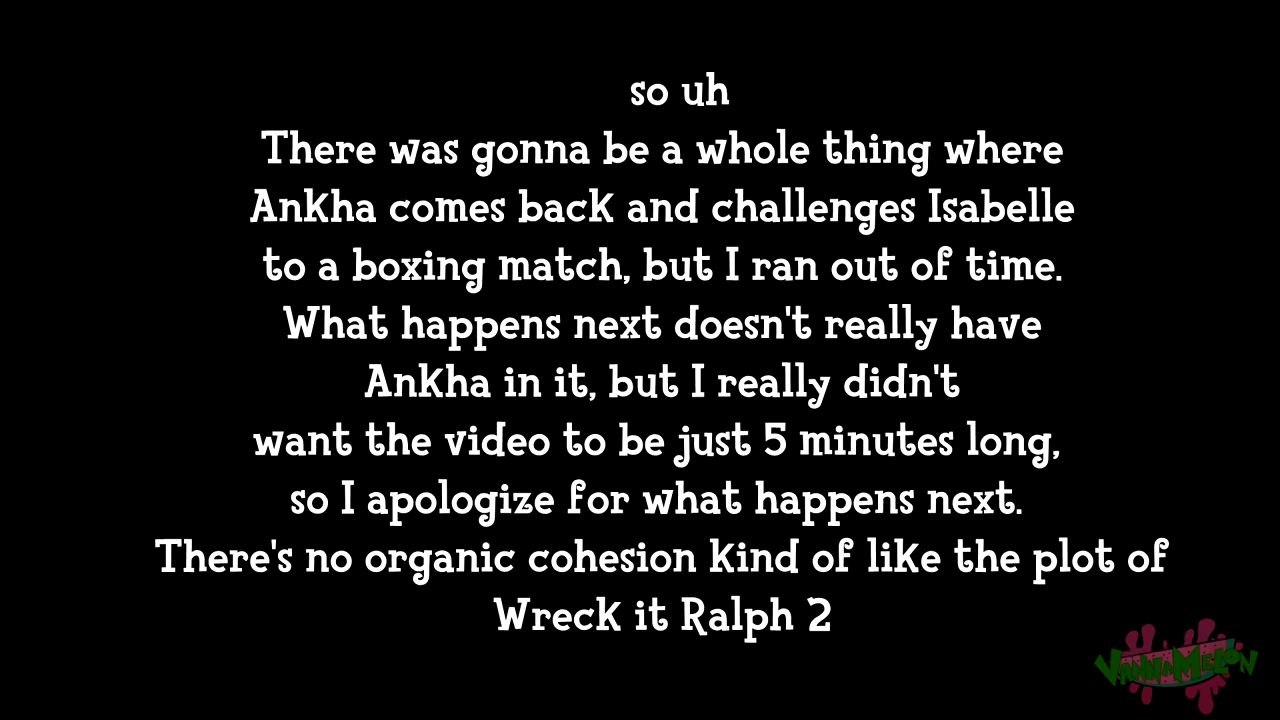 so uh
There was gonna be a whole thing where
Ankha comes back and challenges Isabelle
to a boxing match, but I ran out of time.
What happens next doesn't really have
Ankha in it, but I really didn't
want the video to be just 5 minutes long,
so I apologize for what happens next.
There's no organic cohesion kind of like the plot of
Wreck it Ralph 2
VANNAMELON